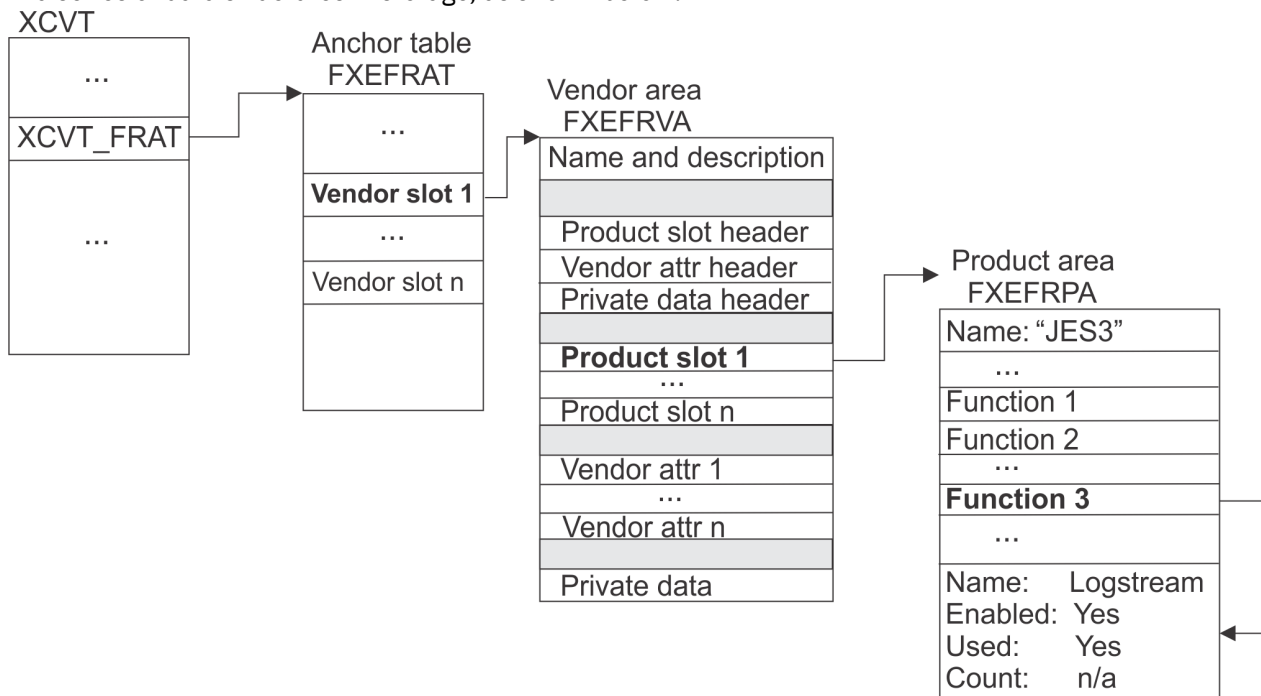 XCVT
...
XCVT_FRAT
...
Anchor table
FXEFRAT
...
Vendor slot 1
...
Vendor slot n
Vendor area
FXEFRVA
Name and description
Product slot header
Vendor attr header
Private data header
Product slot 1
...
Product slot n
Vendor attr 1
...
Vendor attr n
Private data
Product area
FXEFRPA
Name: “JES3”
...
Function 1
Function 2
...
Function 3
...
Name: Logstream
Enabled: Yes
Used: Yes
Count: n/a